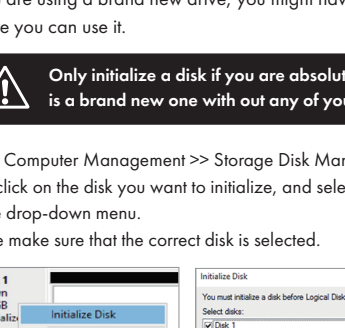 are using a brand new drive, you might hav
e you can use it.
Only initialize a disk if you are absolut
is a brand new one with out any of you
Computer Management >> Storage Disk Mar
click on the disk you want to initialize, and sele
e drop-down menu.
e make sure that the correct disk is selected.
1
Initialize Disk
Initialize Disk
You must initialize a disk before Logical Disk
Select disks:
Disk 1